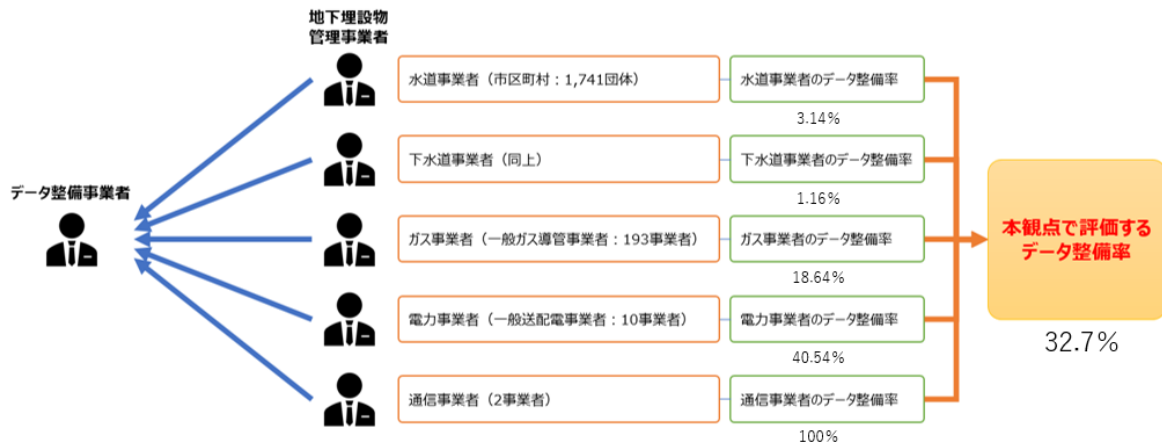 地下埋設物
管理事業者
水道事業者（市区町村：1,741団体）
水道事業者のデータ整備率
3.14%
下水道事業者（同上）
下水道事業者のデータ整備率
1.16%
データ整備事業者
ガス事業者（一般ガス導管事業者：193事業者）
ガス事業者のデータ整備率
18.64%
本観点で評価する
データ整備率
32.7%
電力事業者（一般送配電事業者：10事業者）
電力事業者のデータ整備率
40.54%
通信事業者（2事業者）
通信事業者のデータ整備率
100%